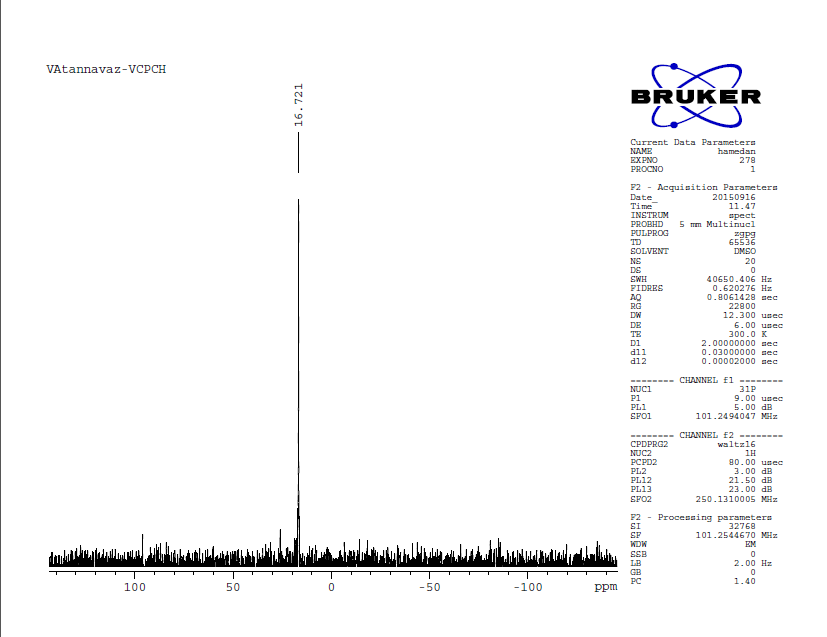 VAtannavaz-VCPCH
16.721
BRUKER
Current Data Parameters
NAME hamedan
EXPNO 278
PROCNO 1
F2 - Acquisition Parameters
Date_ 20150916
Time 11.47
INSTRUM spect
PROBHD 5 mm Multinucl
PULPROG zgpg
TD 65536
SOLVENT DMSO
NS 20
DS 0
SWH 40650.406 Hz
FIDRES 0.620276 Hz
AQ 0.8061428 sec
RG 22800
DW 12.300 usec
DE 6.00 usec
TE 300.0 K
D1 2.00000000 sec
d11 0.03000000 sec
d12 0.00002000 sec
-------- CHANNEL f1 --------
NUC1 31P
P1 9.00 usec
PL1 5.00 dB
SFO1 101.2494047 MHz
-------- CHANNEL f2 --------
CPDPRG2 waltz16
NUC2 1H
PCPD2 80.00 usec
PL2 3.00 dB
PL12 21.50 dB
PL13 23.00 dB
SFO2 250.1310005 MHz
F2 - Processing parameters
SI 32768
SF 101.2544670 MHz
WDW EM
SSB 0
LB 2.00 Hz
GB 0
PC 1.40
100 50 0 -50 -100 ppm